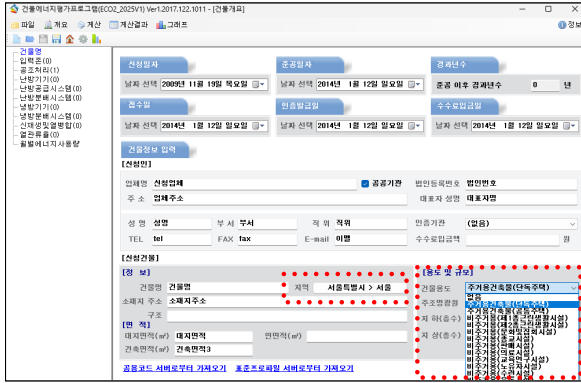 건물에너지평가프로그램(ECO2_2025V1) Ver1.2017.122.1011 - [건물개요]
파일 개요 계산 계산결과 그래프 정보
건물명
입력존(0)
공조처리(1)
난방기기(0)
난방공급시스템(0)
난방분배시스템(0)
냉방기기(0)
냉방분배시스템(0)
신재생및열병합(0)
열관류율(0)
월별에너지사용량
신청일자 준공일자 경과년수
날짜 선택 2009년 11월 19일 목요일 날짜 선택 2014년 1월 12일 일요일 준공 이후 경과년수 0 년
접수일 인증발급일 수수료입금일
날짜 선택 2014년 1월 12일 일요일 날짜 선택 2014년 1월 12일 일요일 날짜 선택 2014년 1월 12일 일요일
건물정보 입력
[신청인]
업체명 신청업체 공공기관 법인등록번호 법인번호
주 소 업체주소 대표자 성명 대표자명
성 명 성명 부 서 부서 직 위 직위 인증기관 (없음)
TEL tel FAX fax E-mail 이멜 수수료입금액 원
[신청건물]
[정 보] [용도 및 규모]
건물명 건물명 지역 서울특별시 > 서울 건물용도 주거용건축물(단독주택)
소재지 주소 소재지주소 주조명광원
구조 지 하(층수)
[면 적] 지 상(층수)
대지면적(㎡) 대지면적 연면적(㎡)
건축면적(㎡) 건축면적3
없음
주거용건축물(단독주택)
주거용건축물(공동주택)
비주거용(제1종근린생활시설)
비주거용(제2종근린생활시설)
비주거용(문화및집회시설)
비주거용(종교시설)
비주거용(판매시설)
비주거용(의료시설)
비주거용(교육연구시설)
비주거용(노유자시설)
비주거용(수련시설)
공용코드 서버로부터 가져오기 표준프로파일 서버로부터 가져오기